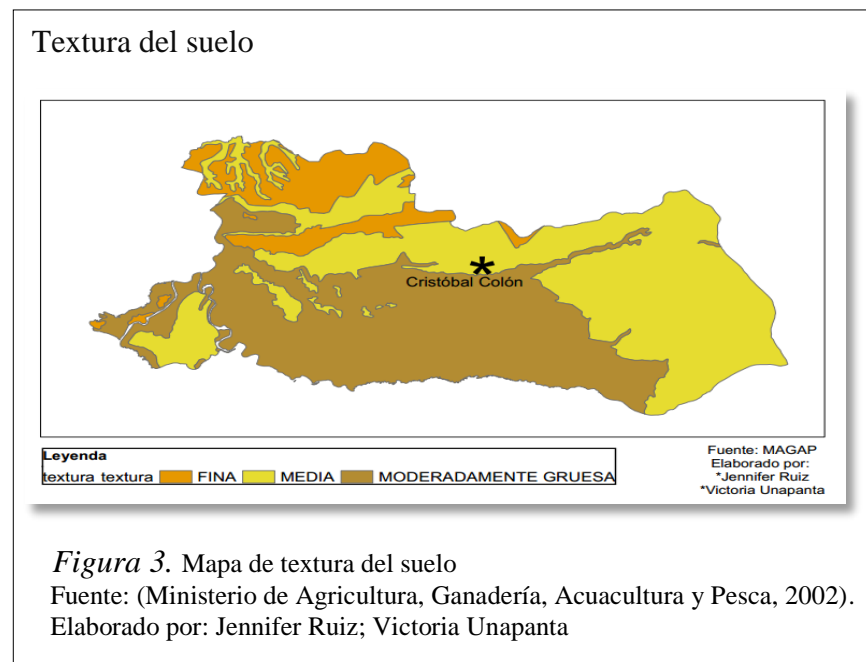 Textura del suelo
*
Cristóbal Colón
Leyenda
textura textura FINA MEDIA MODERADAMENTE GRUESA
Fuente: MAGAP
Elaborado por:
*Jennifer Ruiz
*Victoria Unapanta
Figura 3. Mapa de textura del suelo
Fuente: (Ministerio de Agricultura, Ganadería, Acuacultura y Pesca, 2002).
Elaborado por: Jennifer Ruiz; Victoria Unapanta